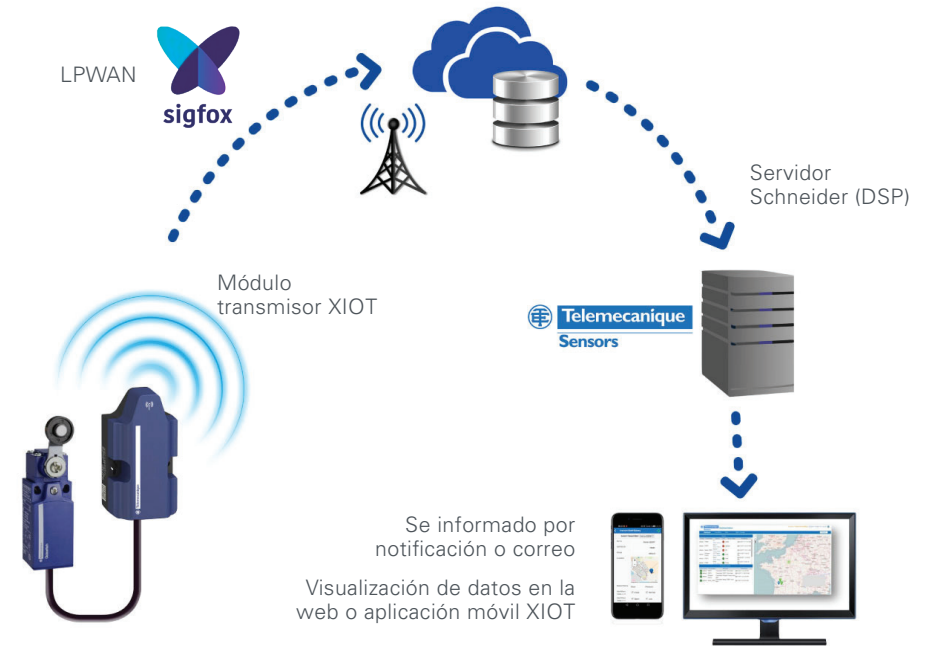 LPWAN
sigfox
Servidor
Schneider (DSP)
Módulo
transmisor XIOT
Telemecanique
Sensors
Telemecanique
Se informado por
notificación o correo
Visualización de datos en la
web o aplicación móvil XIOT